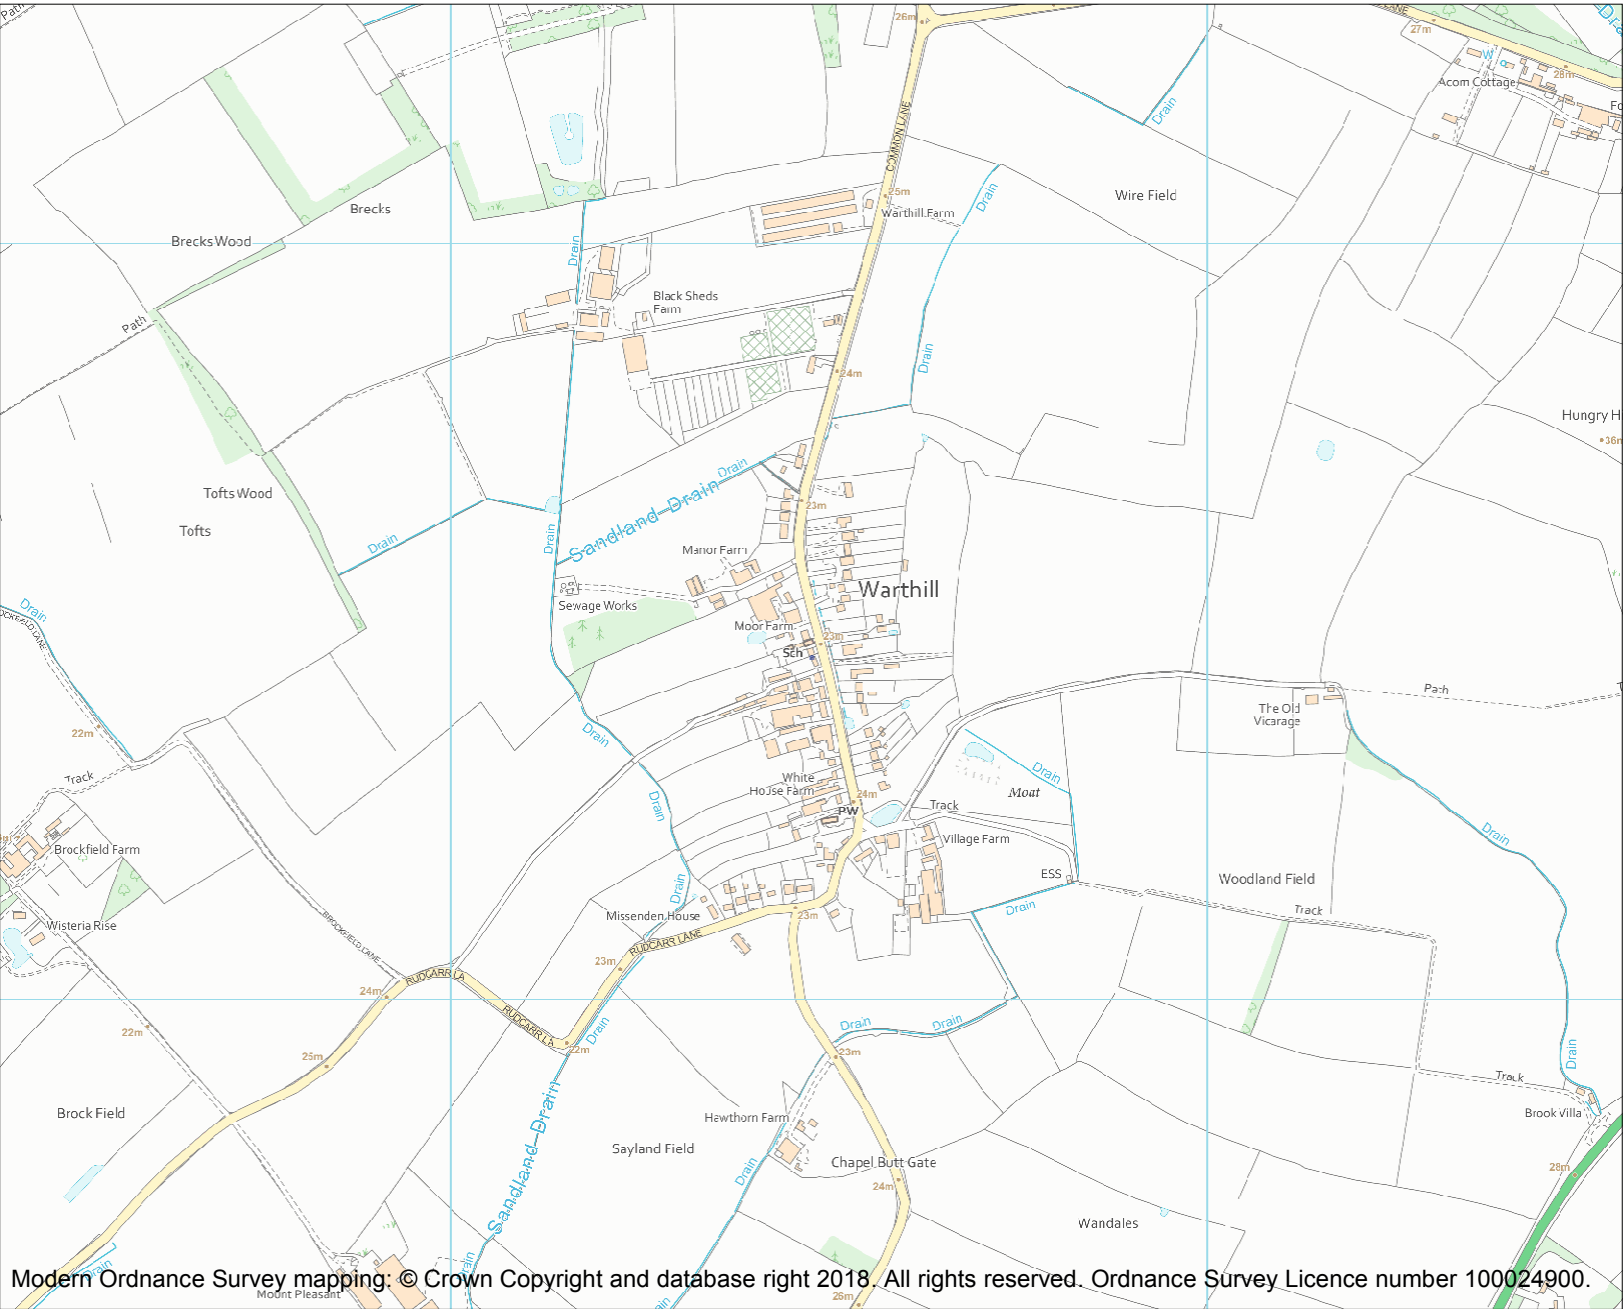 Path
26m
LANE
27m
28m
W
Acorn Cottage
Drain
COMMON LANE
Brecks
25m
Drain
Warthill Farm
Wire Field
Brecks Wood
Drain
Black Sheds
Farm
Path
Drain
24m
Hungry H
36m
Tofts Wood
Drain
Sandland Drain
23m
Tofts
Drain
Drain
Manor Farm
Warthill
Sewage Works
Drain
Moor Farm
23m
Sch
Path
The Old
Vicarage
22m
Drain
Track
Drain
White
House Farm
Moat
24m
Track
PW
Drain
Village Farm
Drain
Brockfield Farm
ESS
Woodland Field
Drain
Drain
Track
Missenden House
23m
Wisteria Rise
BROCKFIELD LANE
RUDCARR LANE
23m
RUDCARR LA
24m
RUDCARR LA
22m
Drain
Drain
Drain
22m
23m
25m
Drain
Track
Brock Field
Hawthorn Farm
Brook Villa
Sandland Drain
Sayland Field
Drain
Chapel Butt Gate
28m
24m
Wandales
Drain
Drain
Modern Ordnance Survey mapping: © Crown Copyright and database right 2018. All rights reserved. Ordnance Survey Licence number 100024900.
Mount Pleasant
26m